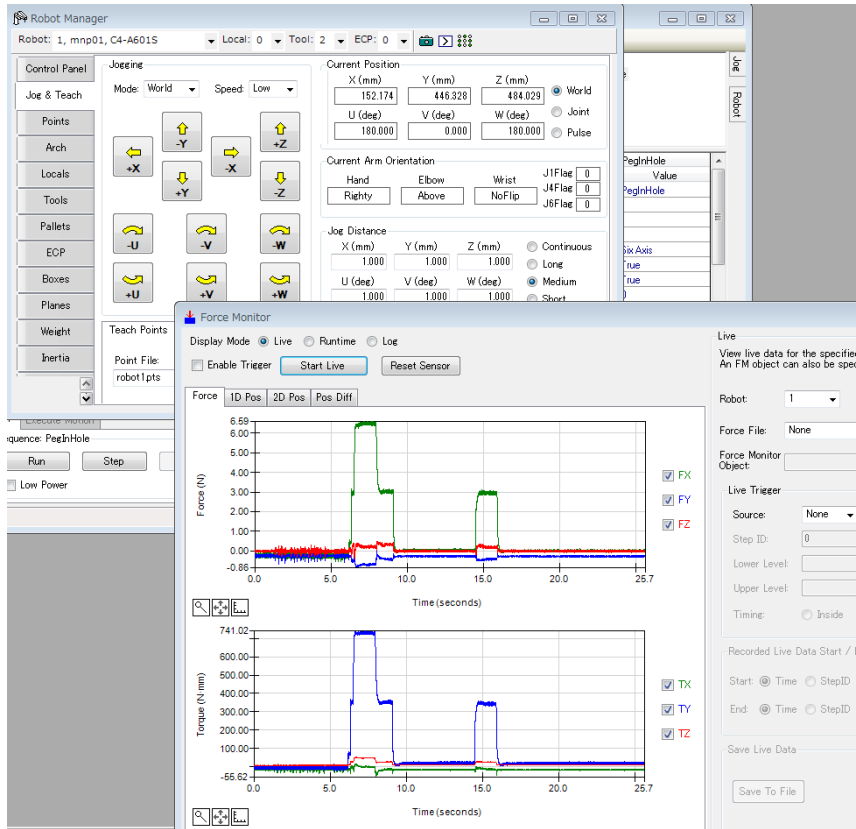 Robot Manager
Robot: 1, mnp01, C4-A601S Local: 0 Tool: 2 ECP: 0
Control Panel
Jog & Teach
Points
Arch
Locals
Tools
Pallets
ECP
Boxes
Planes
Weight
Inertia
Jogging
Mode: World Speed: Low
-Y +Z
+X -X
+Y -Z
-U -V -W
+U +V +W
Teach Points
Point File:
robot1.pts
Current Position
X (mm) Y (mm) Z (mm)
152.174 446.328 484.029
U (deg) V (deg) W (deg)
180.000 0.000 180.000
World
Joint
Pulse
Current Arm Orientation
Hand Elbow Wrist
Righty Above NoFlip
J1Flag 0
J4Flag 0
J6Flag 0
Jog Distance
X (mm) Y (mm) Z (mm)
1.000 1.000 1.000
U (deg) V (deg) W (deg)
1.000 1.000 1.000
Continuous
Long
Medium
Short
Jog
Robot
PegInHole
Value
PegInHole
Six Axis
True
True
Execute Motion
equence: PegInHole
Run Step
Low Power
Force Monitor
Display Mode Live Runtime Log
Enable Trigger Start Live Reset Sensor
Force 1D Pos 2D Pos Pos Diff
Force (N)
6.59
6.00
5.00
4.00
3.00
2.00
1.00
0.00
-0.86
0.0 5.0 10.0 15.0 20.0 25.7
Time (seconds)
FX
FY
FZ
Torque (N mm)
741.02
600.00
500.00
400.00
300.00
200.00
100.00
-55.62
0.0 5.0 10.0 15.0 20.0 25.7
Time (seconds)
TX
TY
TZ
Live
View live data for the specifie
An FM object can also be spe
Robot: 1
Force File: None
Force Monitor
Object:
Live Trigger
Source: None
Step ID: 0
Lower Level:
Upper Level:
Timing: Inside
Recorded Live Data Start /
Start: Time StepID
End: Time StepID
Save Live Data
Save To File